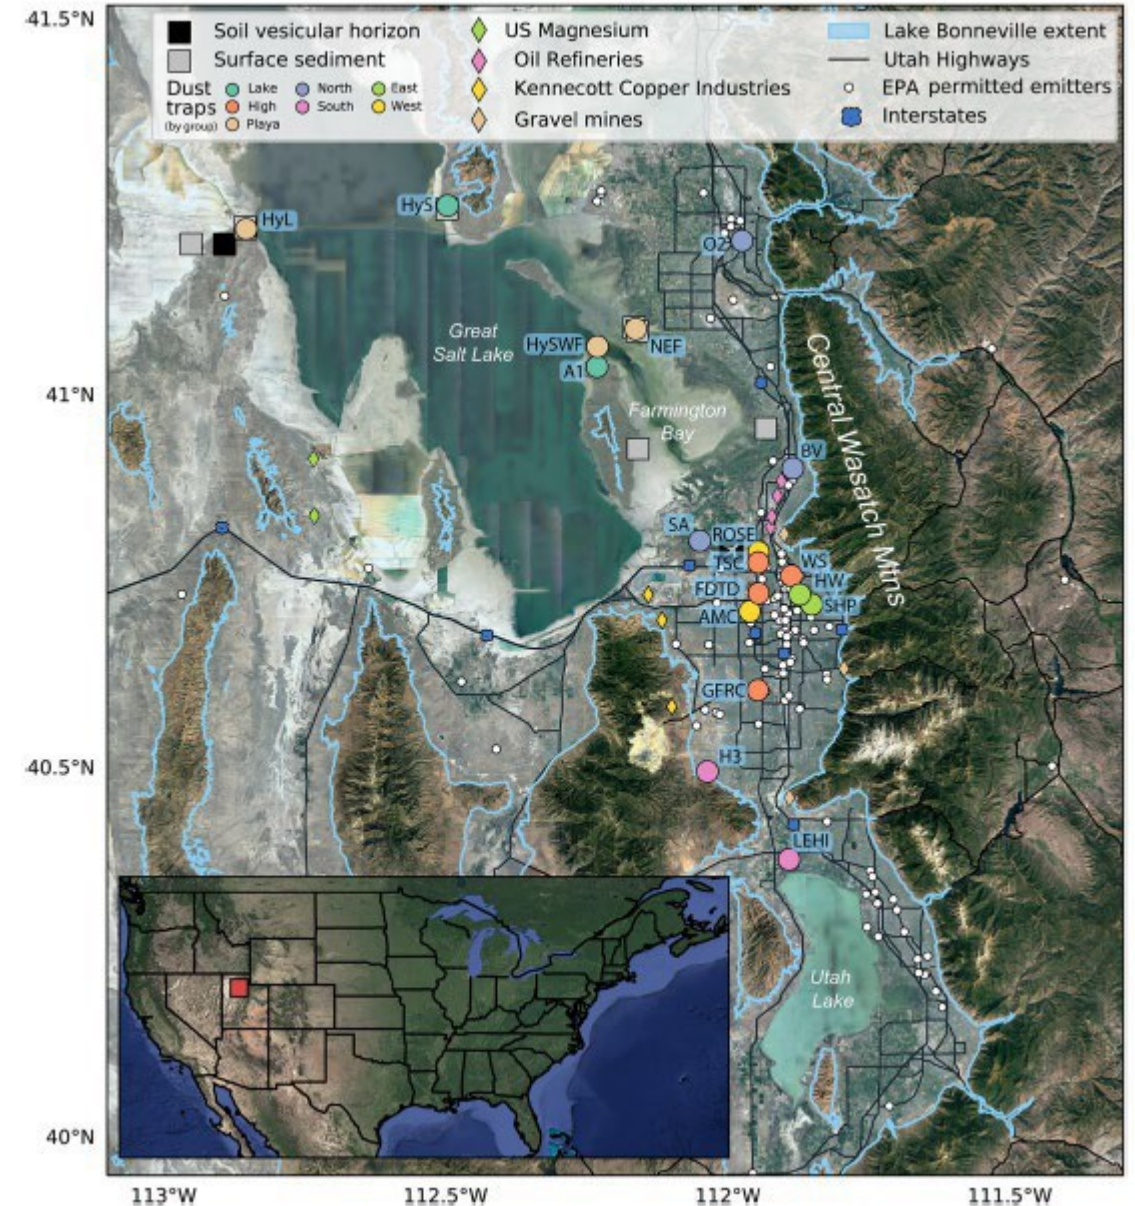 41.5°N
Soil vesicular horizon
Surface sediment
Dust
traps
(by group)
Lake
North
East
High
South
West
Playa
US Magnesium
Oil Refineries
Kennecott Copper Industries
Gravel mines
Lake Bonneville extent
Utah Highways
EPA permitted emitters
Interstates
HyS
HyL
O2
Great
Salt Lake
HySWF
NEF
A1
41°N
Farmington
Bay
Central Wasatch Mtns
BV
SA
ROSE
TSC
WS
HW
FDTD
SHP
AMC
GFRC
H3
40.5°N
LEHI
Utah
Lake
40°N
113°W
112.5°W
112°W
111.5°W